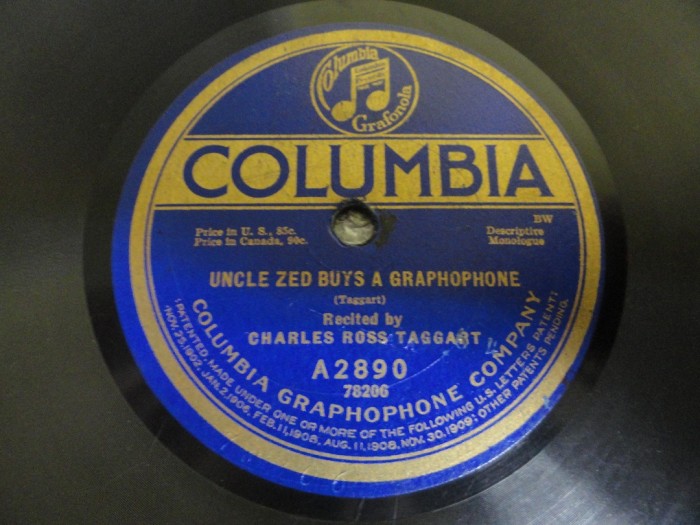 Columbia
Grafonola
COLUMBIA
Price in U. S., 85c.
Price in Canada, 90c.
BW
Descriptive
Monologue
UNCLE ZED BUYS A GRAPHOPHONE
(Taggart)
Recited by
CHARLES ROSS TAGGART
A2890
78206
COLUMBIA GRAPHOPHONE COMPANY
PATENTED; MADE UNDER ONE OR MORE OF THE FOLLOWING U.S. LETTERS PATENT:
NOV. 25, 1902, JAN. 2, 1906, FEB. 11, 1908, AUG. 11, 1908, NOV. 30, 1909; OTHER PATENTS PENDING.